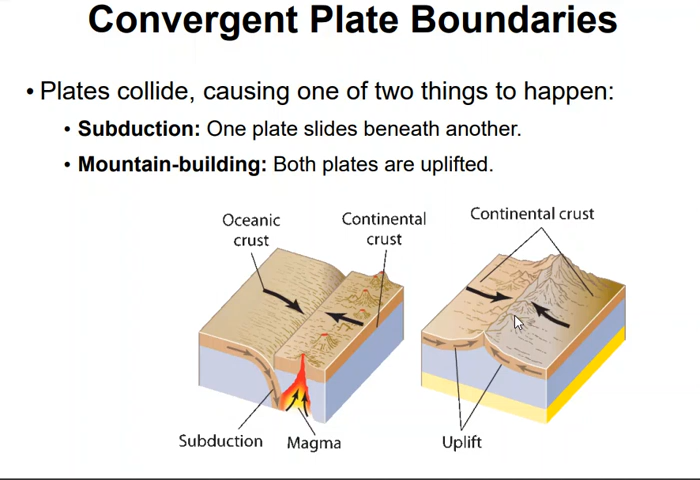 Convergent Plate Boundaries
• Plates collide, causing one of two things to happen:
• Subduction: One plate slides beneath another.
• Mountain-building: Both plates are uplifted.
Oceanic
crust
Continental
crust
Continental crust
Subduction
Magma
Uplift